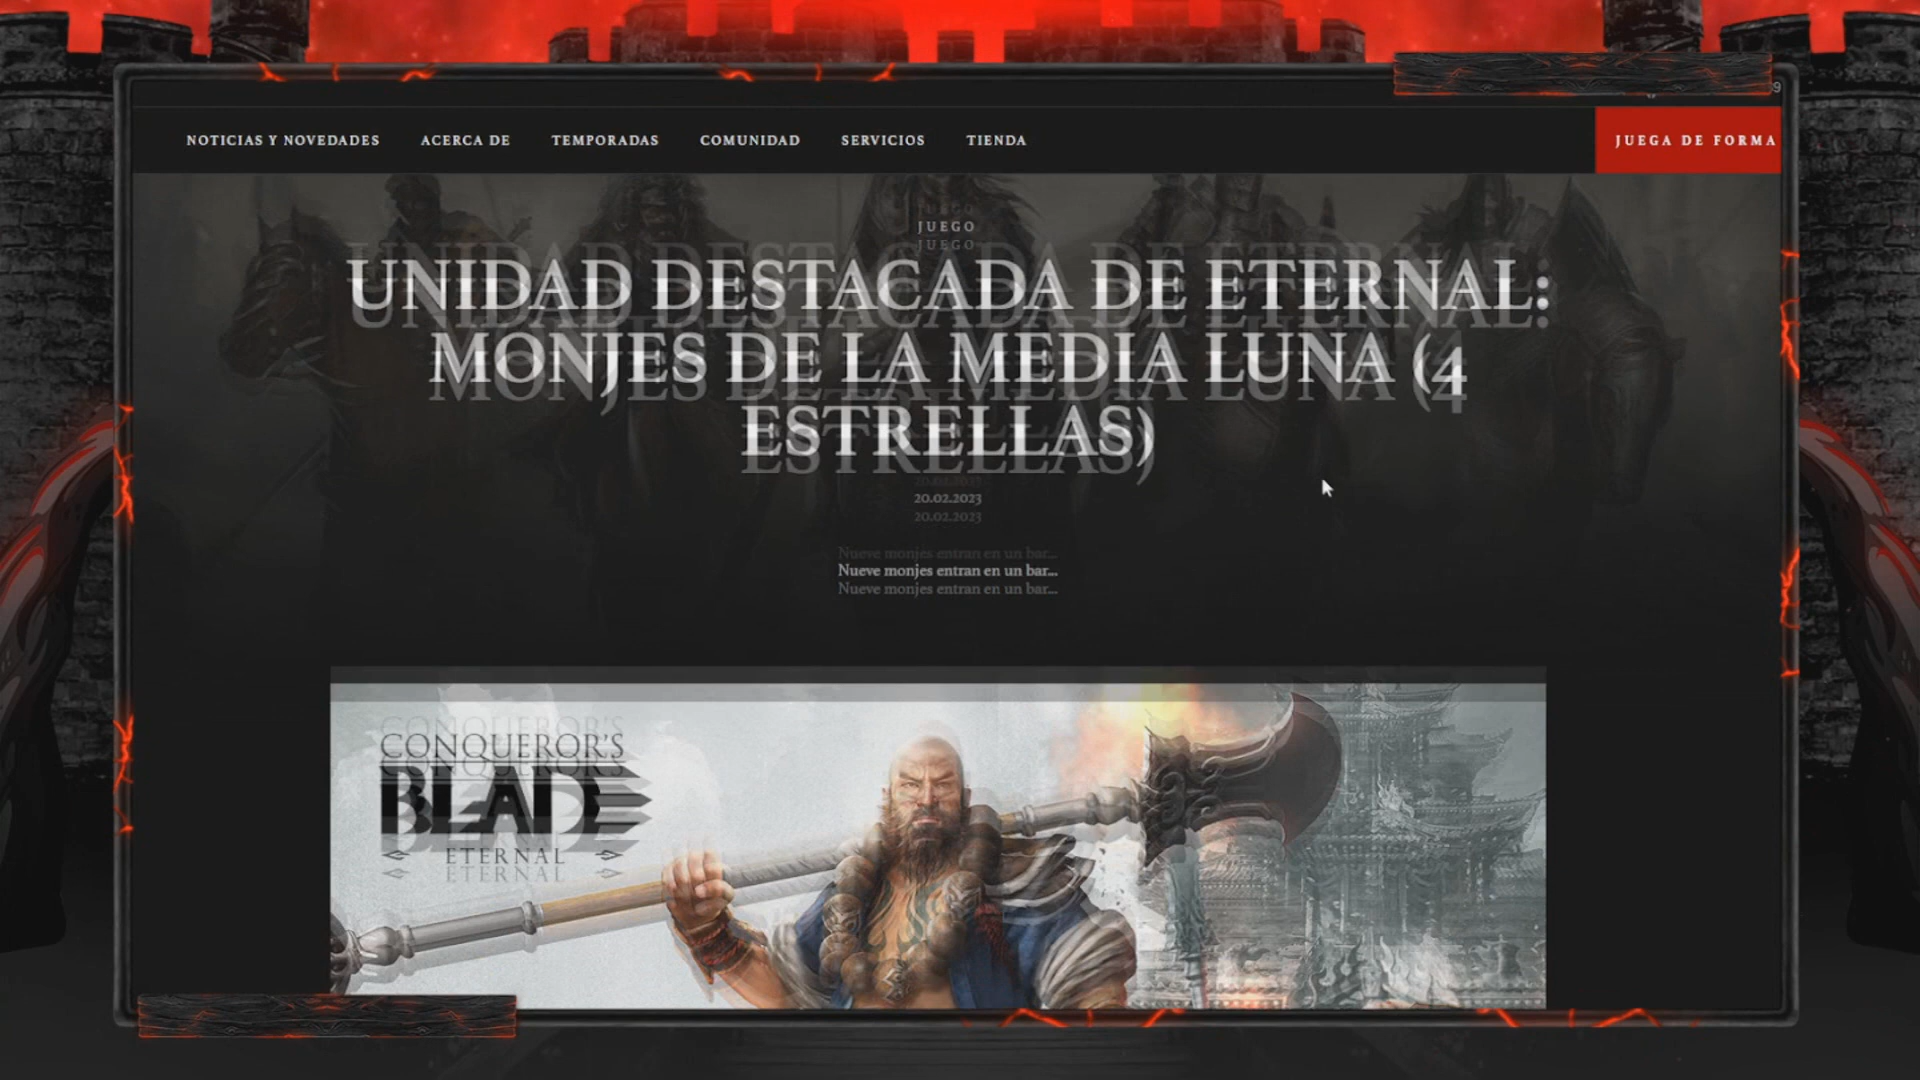 NOTICIAS Y NOVEDADES
ACERCA DE
TEMPORADAS
COMUNIDAD
SERVICIOS
TIENDA
JUEGA DE FORMA
JUEGO
UNIDAD DESTACADA DE ETERNAL:
MONJES DE LA MEDIA LUNA (4
ESTRELLAS)
20.02.2023
Nueve monjes entran en un bar...
CONQUEROR'S
BLADE
ETERNAL